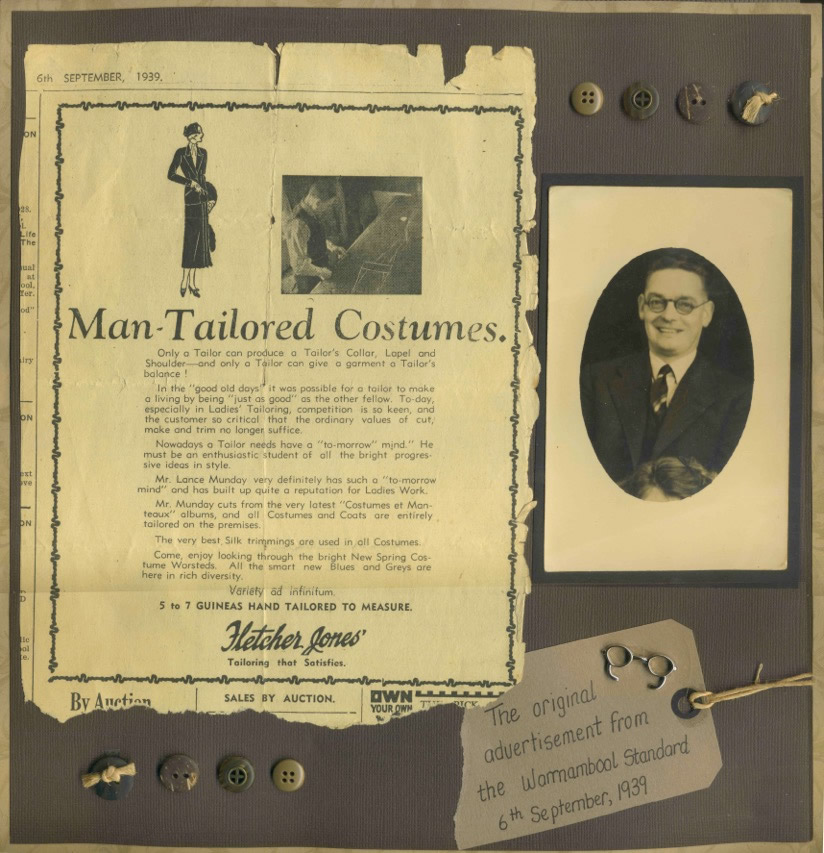 6th SEPTEMBER, 1939.
Man-Tailored Costumes.
Only a Tailor can produce a Tailor's Collar, Lapel and
Shoulder—and only a Tailor can give a garment a Tailor's
balance !
In the "good old days" it was possible for a tailor to make
a living by being "just as good" as the other fellow. To-day,
especially in Ladies' Tailoring, competition is so keen, and
the customer so critical that the ordinary values of cut,
make and trim no longer suffice.
Nowadays a Tailor needs have a "to-morrow" mind." He
must be an enthusiastic student of all the bright progres-
sive ideas in style.
Mr. Lance Munday very definitely has such a "to-morrow
mind" and has built up quite a reputation for Ladies Work.
Mr. Munday cuts from the very latest "Costumes et Man-
teaux" albums, and all Costumes and Coats are entirely
tailored on the premises.
The very best Silk trimmings are used in all Costumes.
Come, enjoy looking through the bright New Spring Cos-
tume Worsteds. All the smart new Blues and Greys are
here in rich diversity.
Variety ad infinitum.
5 to 7 GUINEAS HAND TAILORED TO MEASURE.
Fletcher Jones'
Tailoring that Satisfies.
By Auction
SALES BY AUCTION.
OWN
YOUR OWN
The original
advertisement from
the Warrnambool Standard
6th September, 1939